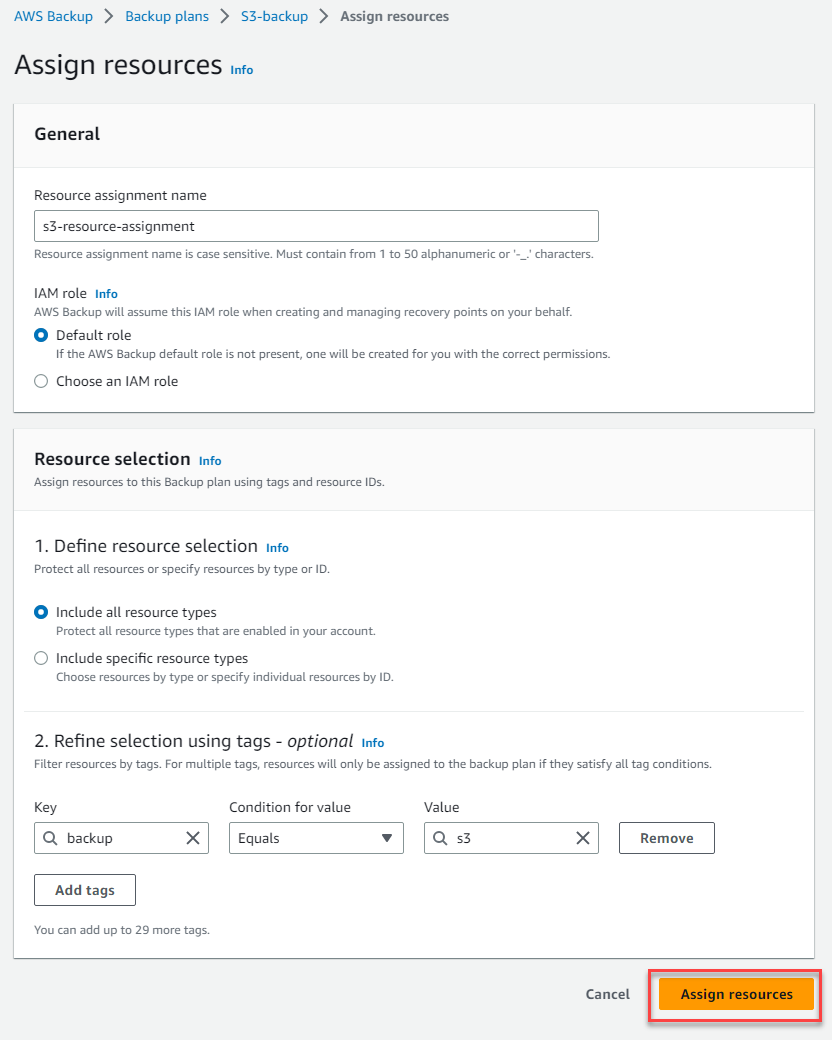 AWS Backup > Backup plans > S3-backup > Assign resources
Assign resources Info
General
Resource assignment name
s3-resource-assignment
Resource assignment name is case sensitive. Must contain from 1 to 50 alphanumeric or '-_.' characters.
IAM role Info
AWS Backup will assume this IAM role when creating and managing recovery points on your behalf.
Default role
If the AWS Backup default role is not present, one will be created for you with the correct permissions.
Choose an IAM role
Resource selection Info
Assign resources to this Backup plan using tags and resource IDs.
1. Define resource selection Info
Protect all resources or specify resources by type or ID.
Include all resource types
Protect all resource types that are enabled in your account.
Include specific resource types
Choose resources by type or specify individual resources by ID.
2. Refine selection using tags - optional Info
Filter resources by tags. For multiple tags, resources will only be assigned to the backup plan if they satisfy all tag conditions.
Key Condition for value Value
backup Equals s3 Remove
Add tags
You can add up to 29 more tags.
Cancel Assign resources